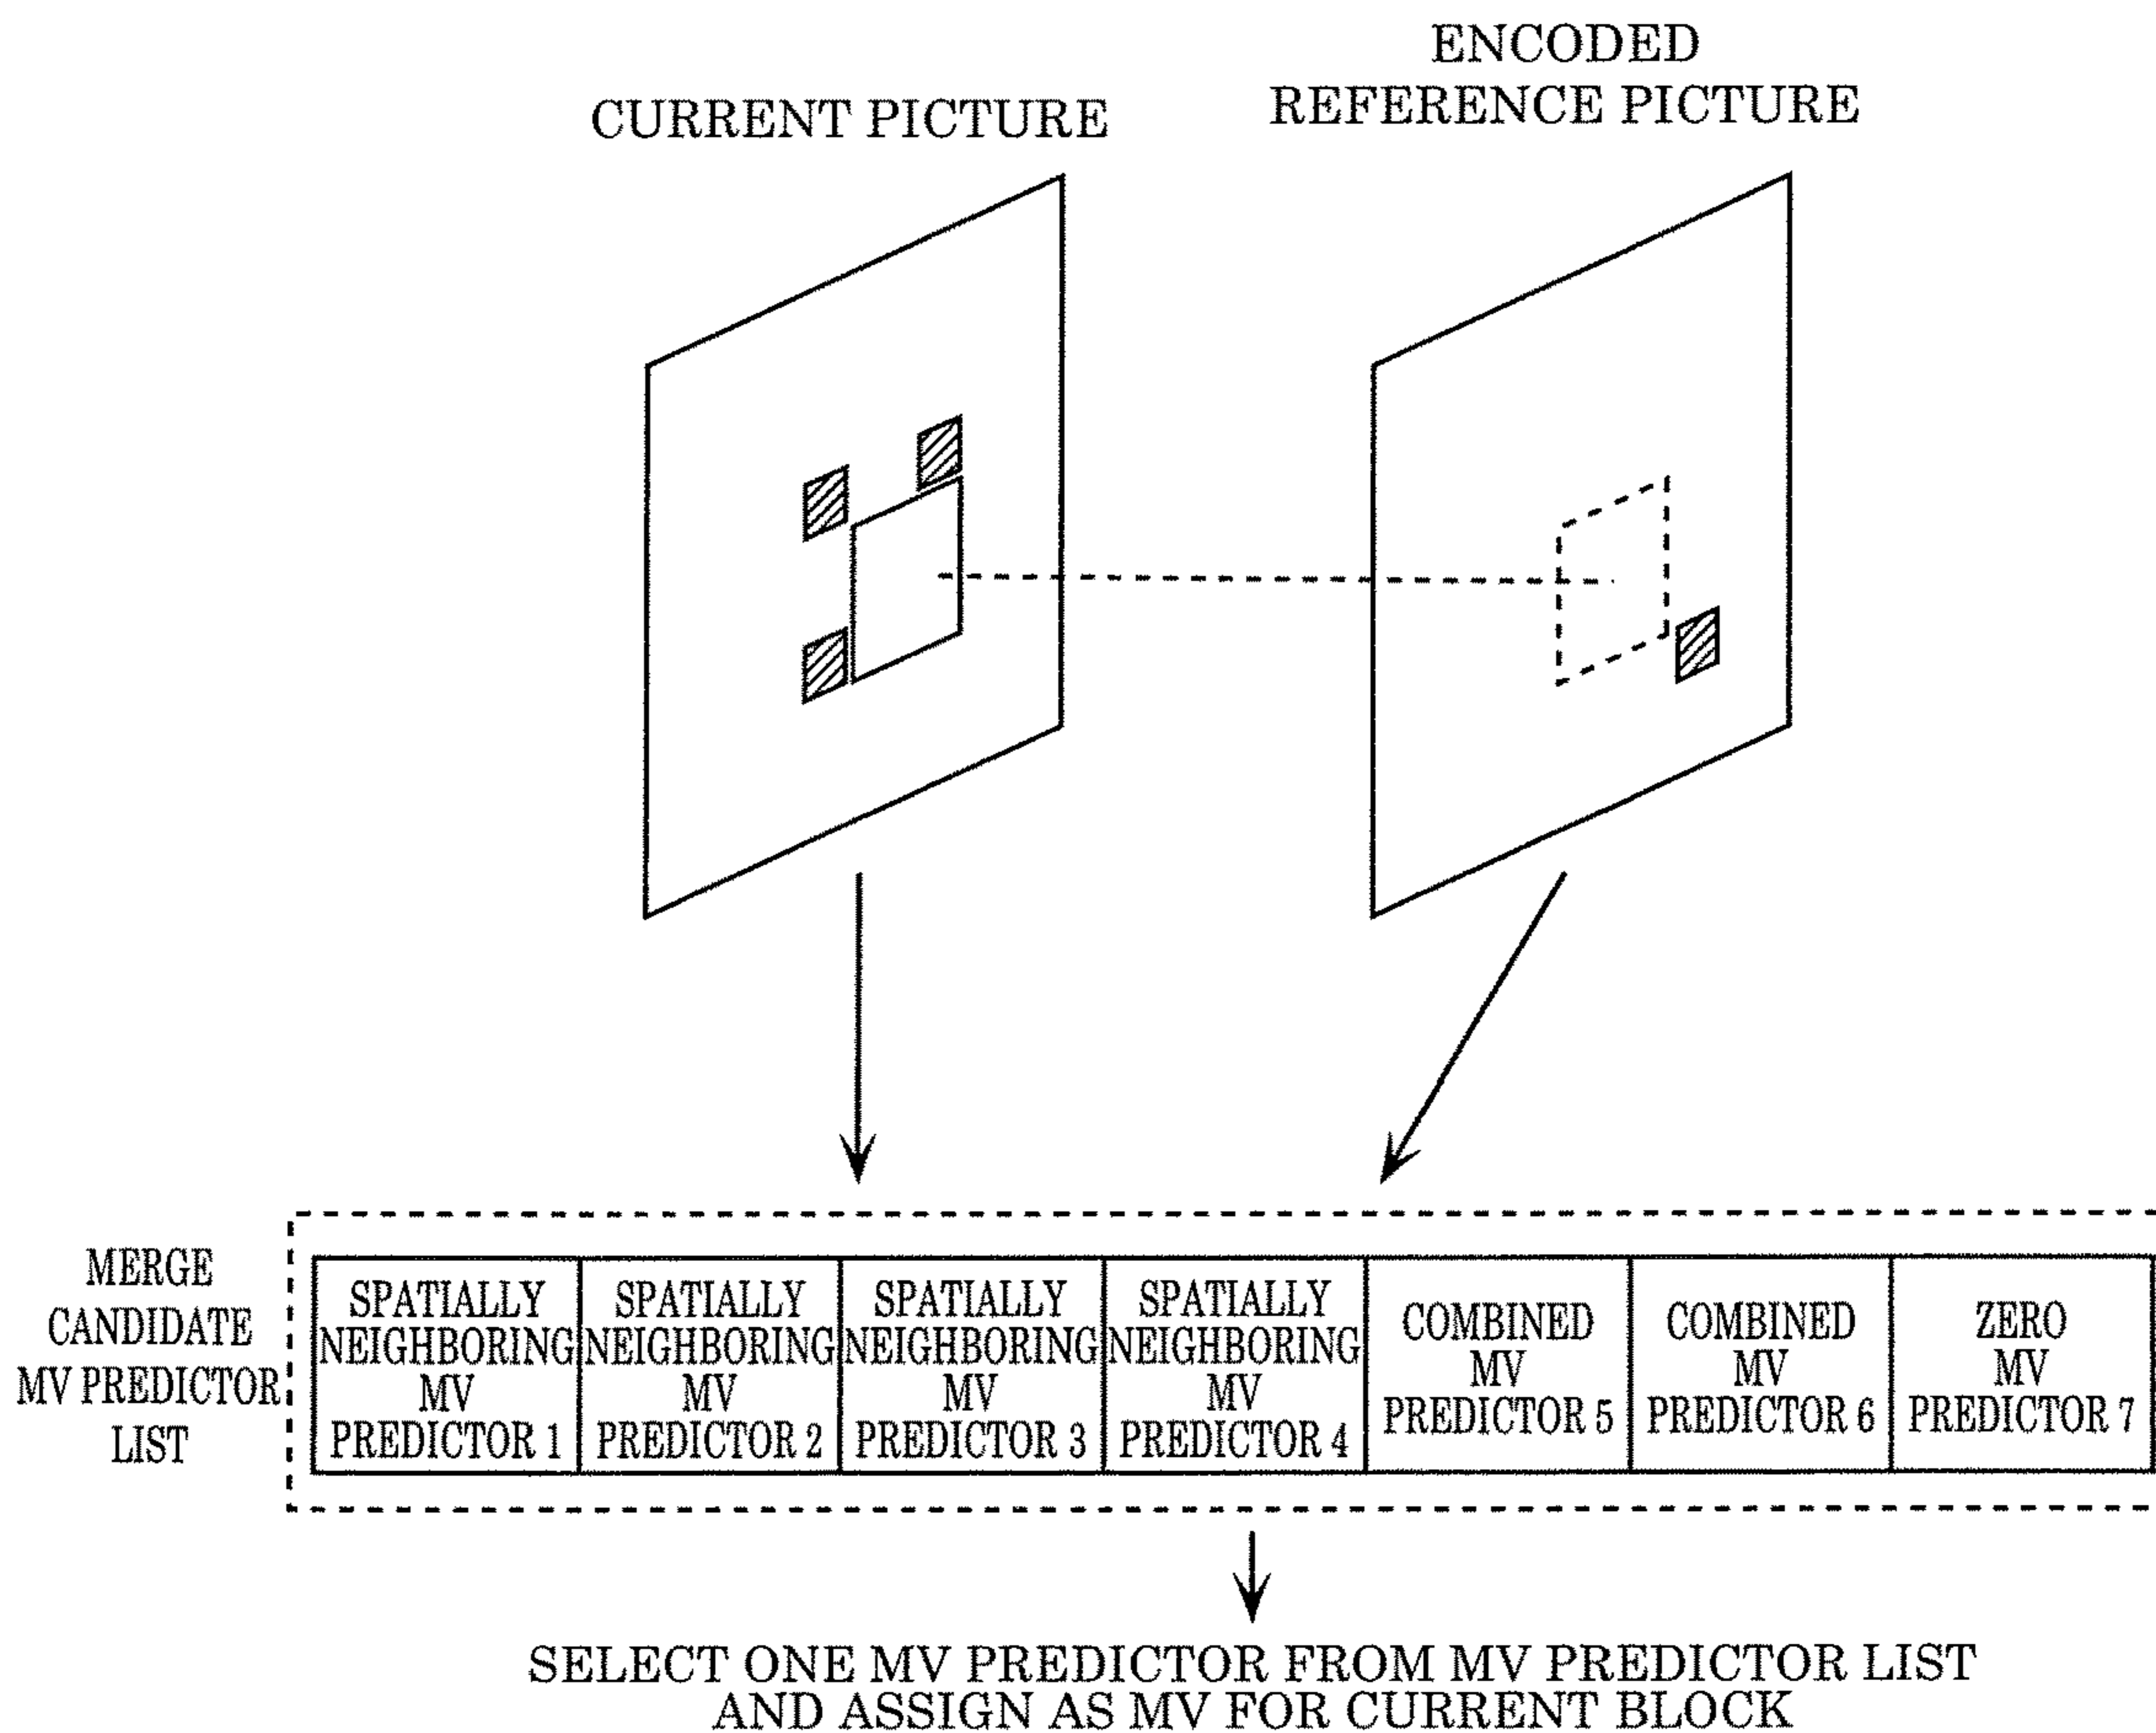 ENCODED
REFERENCE PICTURE
CURRENT PICTURE
MERGE
CANDIDATE
MV PREDICTOR
LIST
SPATIALLY
NEIGHBORING
MV
PREDICTOR 1
SPATIALLY
NEIGHBORING
MV
PREDICTOR 2
SPATIALLY
NEIGHBORING
MV
PREDICTOR 3
SPATIALLY
NEIGHBORING
MV
PREDICTOR 4
COMBINED
MV
PREDICTOR 5
COMBINED
MV
PREDICTOR 6
ZERO
MV
PREDICTOR 7
SELECT ONE MV PREDICTOR FROM MV PREDICTOR LIST
AND ASSIGN AS MV FOR CURRENT BLOCK